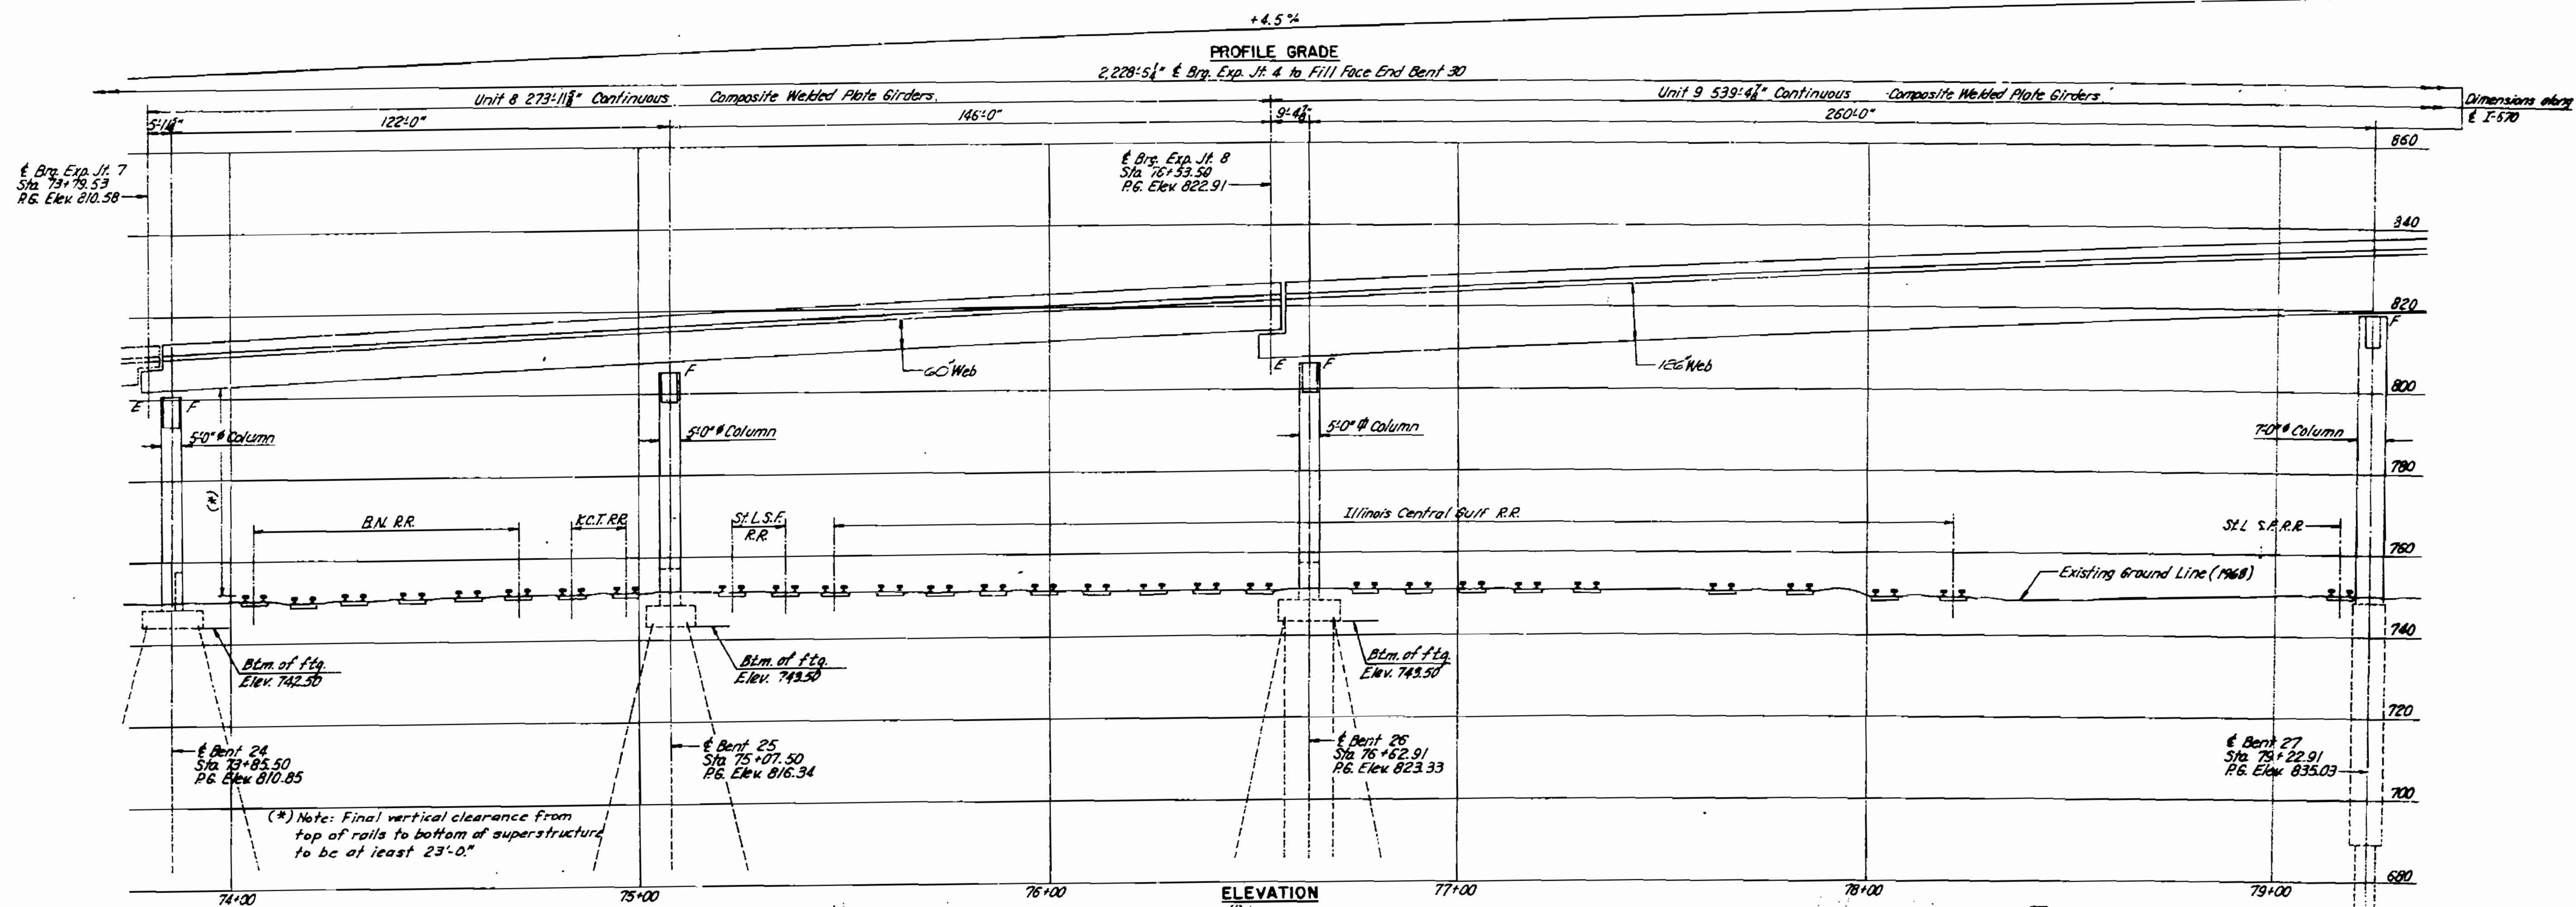 +4.5%
PROFILE GRADE
2,228'-5¼" ℄ Brg. Exp. Jt. 4 to Fill Face End Bent 30
Unit 8 273'-11⅝" Continuous Composite Welded Plate Girders.
Unit 9 539'-4⅞" Continuous Composite Welded Plate Girders.
Dimensions along
℄ I-670
5'-11⅝"
122'-0"
146'-0"
9'-4⅞"
260'-0"
860
℄ Brg. Exp. Jt. 7
Sta. 73+79.53
P.G. Elev. 810.58
℄ Brg. Exp. Jt. 8
Sta. 76+53.50
P.G. Elev. 822.91
840
820
60" Web
126" Web
800
E F
F
E F
F
5'-0" ⌀ Column
5'-0" ⌀ Column
5'-0" ⌀ Column
7'-0" ⌀ Column
780
(*)
B.N. R.R.
K.C.T. RR
St. L.S.F.
R.R.
Illinois Central Gulf R.R.
St.L. S.F. R.R
760
Existing Ground Line (1968)
740
Btm. of ftg.
Elev. 742.50
Btm. of ftg.
Elev. 743.50
Btm. of ftg.
Elev. 743.50
720
℄ Bent 24
Sta. 73+85.50
P.G. Elev. 810.85
℄ Bent 25
Sta. 75+07.50
P.G. Elev. 816.34
℄ Bent 26
Sta. 76+62.91
P.G. Elev. 823.33
℄ Bent 27
Sta. 79+22.91
P.G. Elev. 835.03
700
(*) Note: Final vertical clearance from
top of rails to bottom of superstructure
to be at least 23'-0."
680
74+00
75+00
76+00
ELEVATION
77+00
78+00
79+00